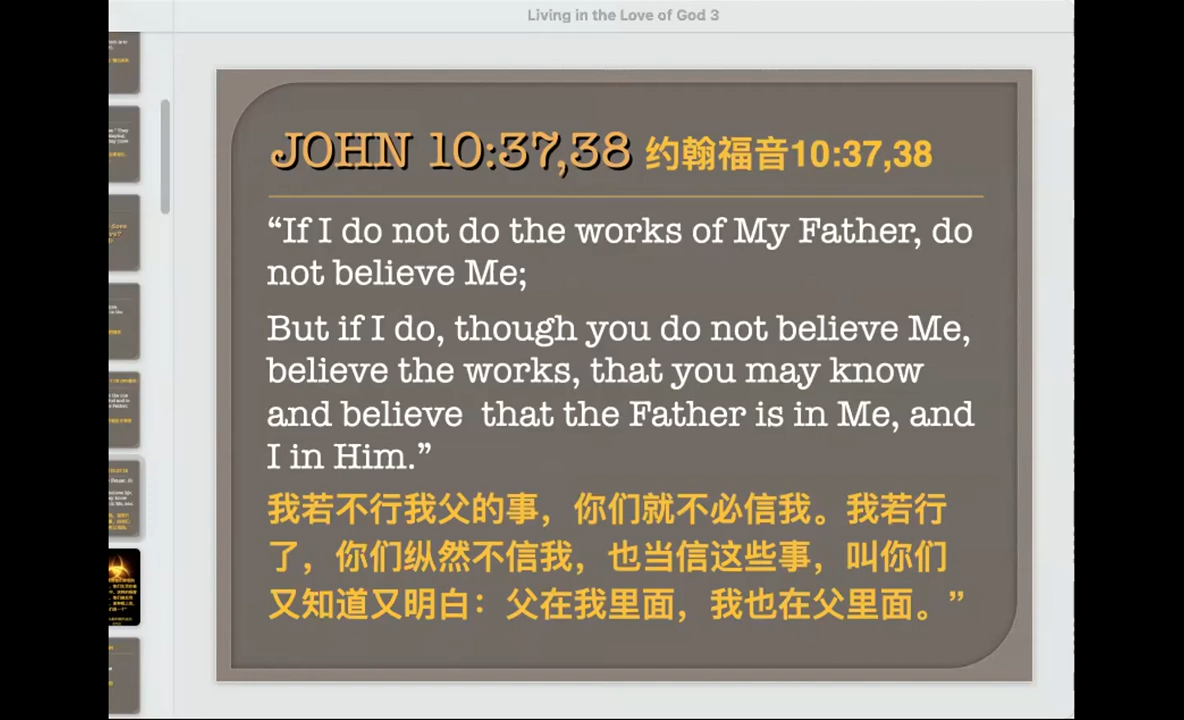 Living in the Love of God 3
JOHN 10:37,38 约翰福音10:37,38
“If I do not do the works of My Father, do
not believe Me;
But if I do, though you do not believe Me,
believe the works, that you may know
and believe  that the Father is in Me, and
I in Him.”
我若不行我父的事，你们就不必信我。我若行
了，你们纵然不信我，也当信这些事，叫你们
又知道又明白：父在我里面，我也在父里面。”